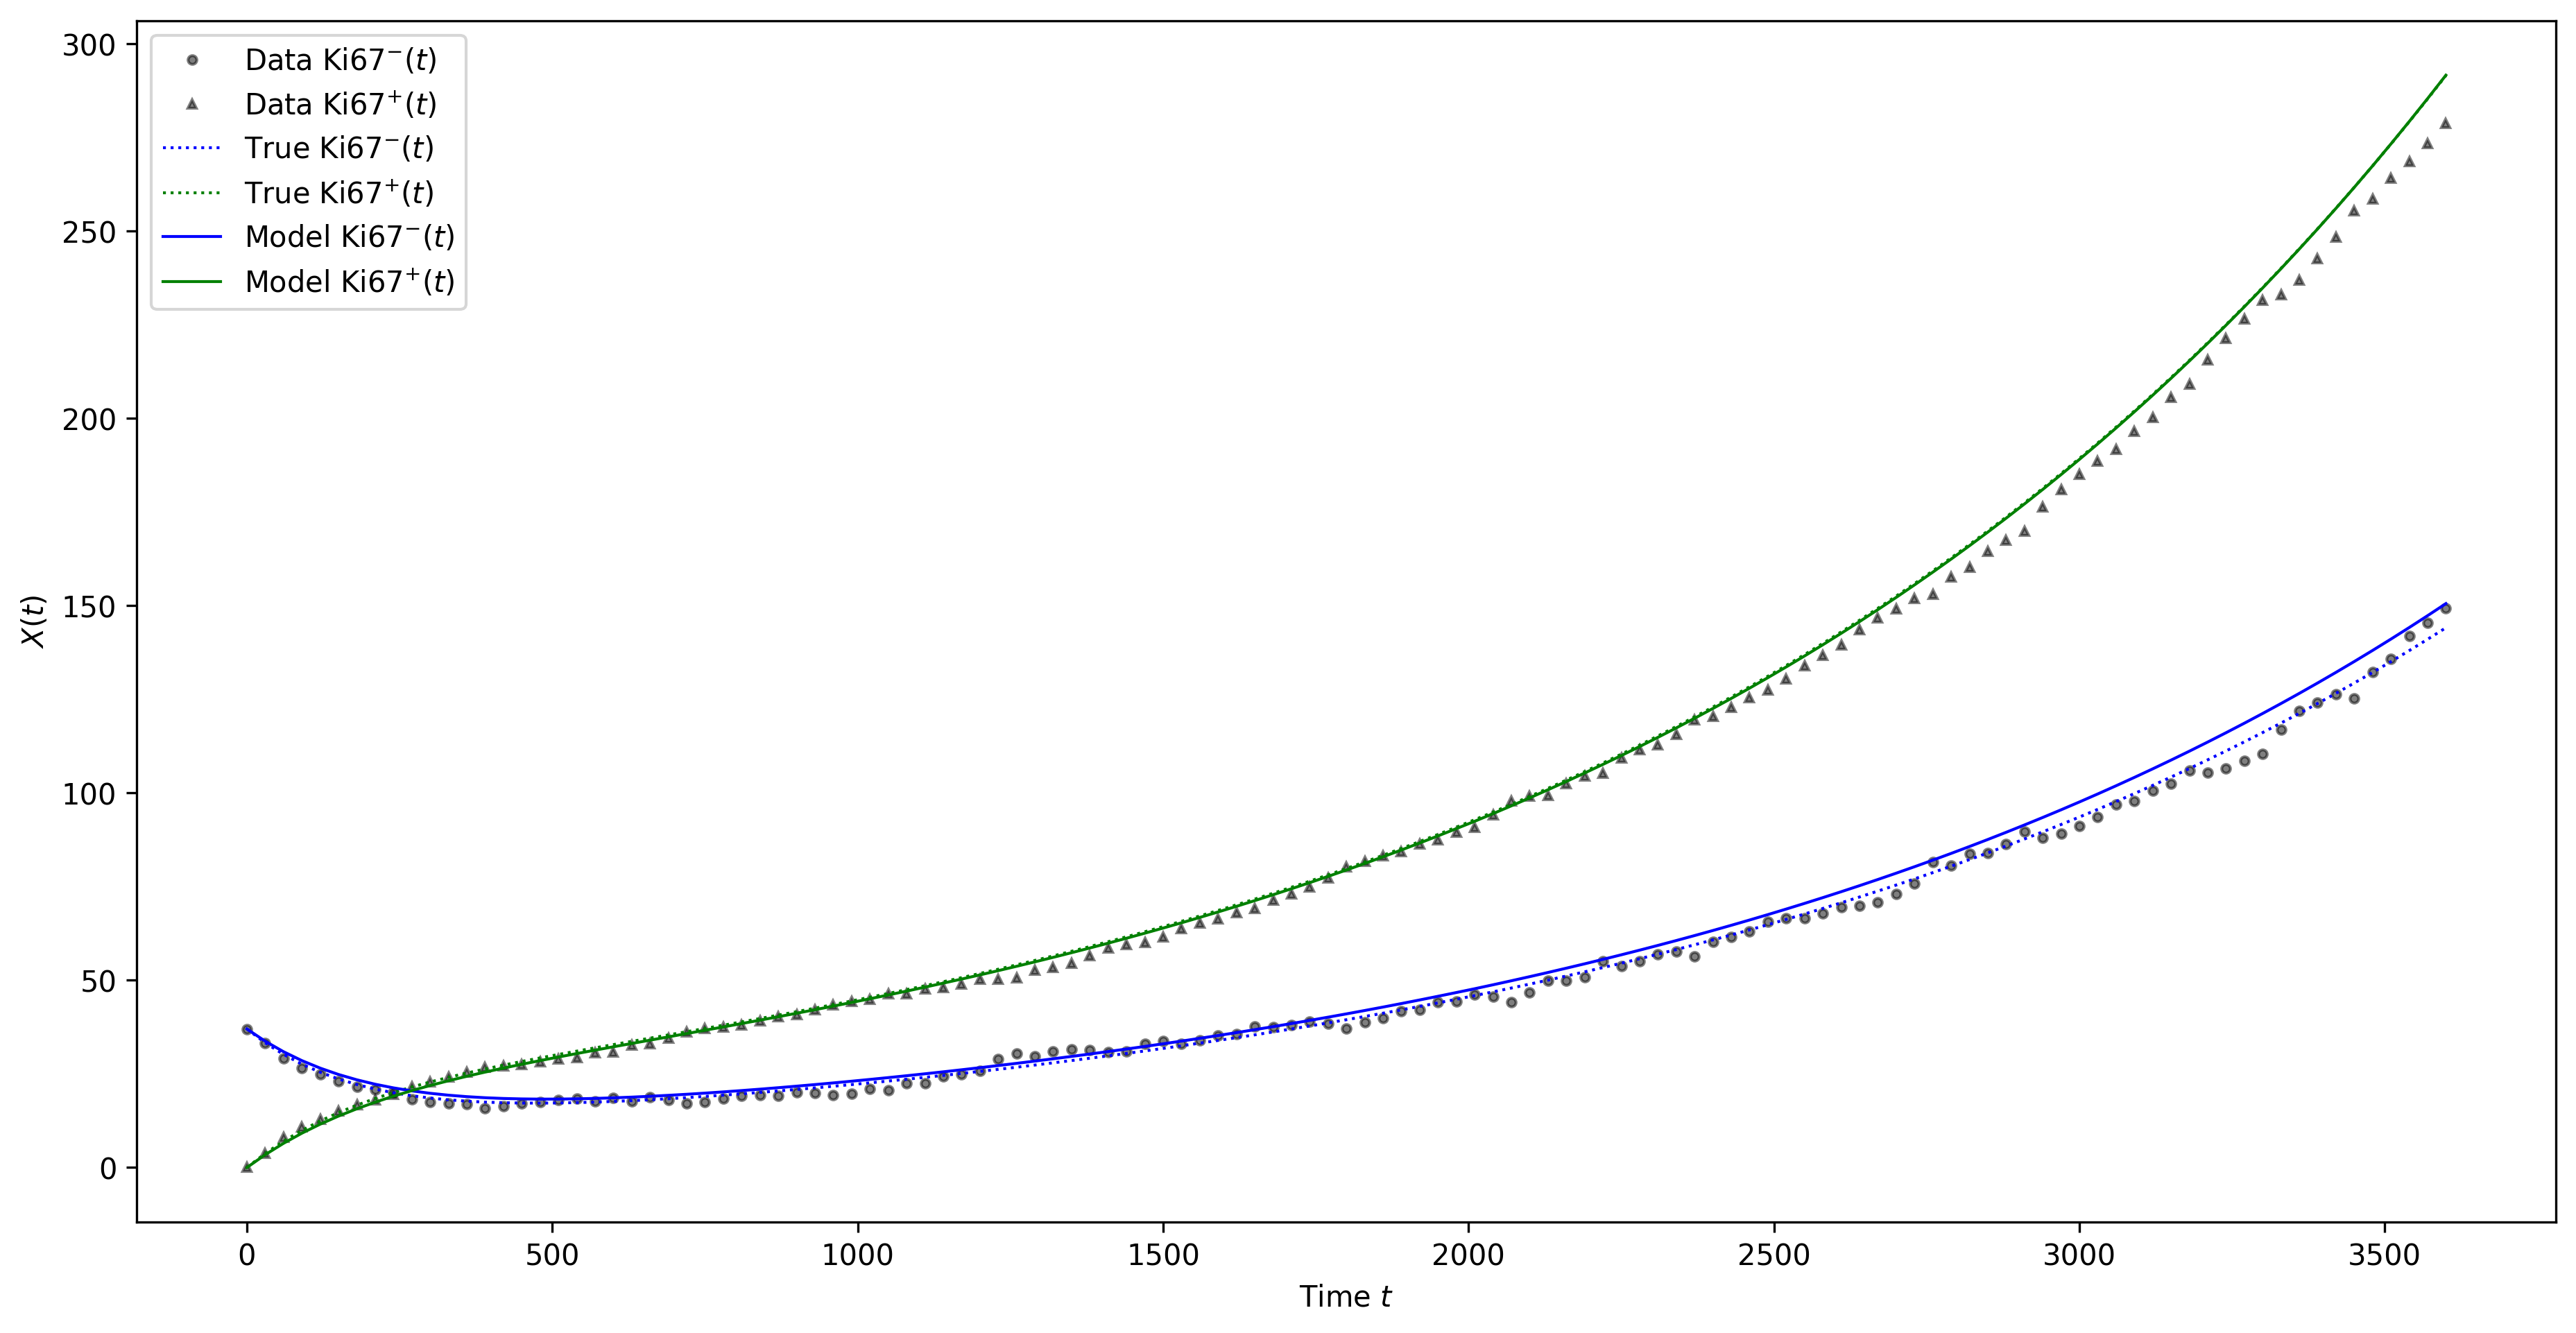 Data Ki67⁻(t)
Data Ki67⁺(t)
True Ki67⁻(t)
True Ki67⁺(t)
Model Ki67⁻(t)
Model Ki67⁺(t)
300
250
200
150
100
50
0
X(t)
0 500 1000 1500 2000 2500 3000 3500
Time t